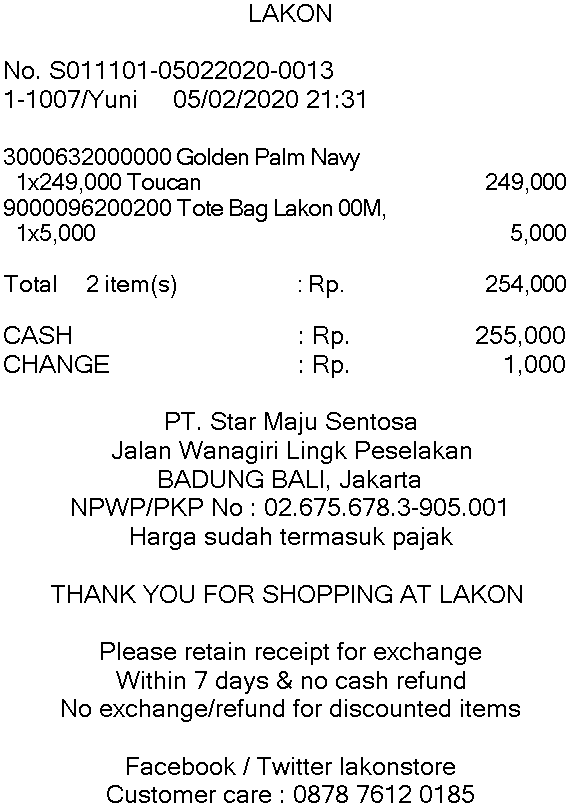 LAKON
No. S011101-05022020-0013
1-1007/Yuni 05/02/2020 21:31
3000632000000 Golden Palm Navy
1x249,000 Toucan 249,000
9000096200200 Tote Bag Lakon 00M,
1x5,000 5,000
Total 2 item(s) : Rp. 254,000
CASH : Rp. 255,000
CHANGE : Rp. 1,000
PT. Star Maju Sentosa
Jalan Wanagiri Lingk Peselakan
BADUNG BALI, Jakarta
NPWP/PKP No : 02.675.678.3-905.001
Harga sudah termasuk pajak
THANK YOU FOR SHOPPING AT LAKON
Please retain receipt for exchange
Within 7 days & no cash refund
No exchange/refund for discounted items
Facebook / Twitter lakonstore
Customer care : 0878 7612 0185